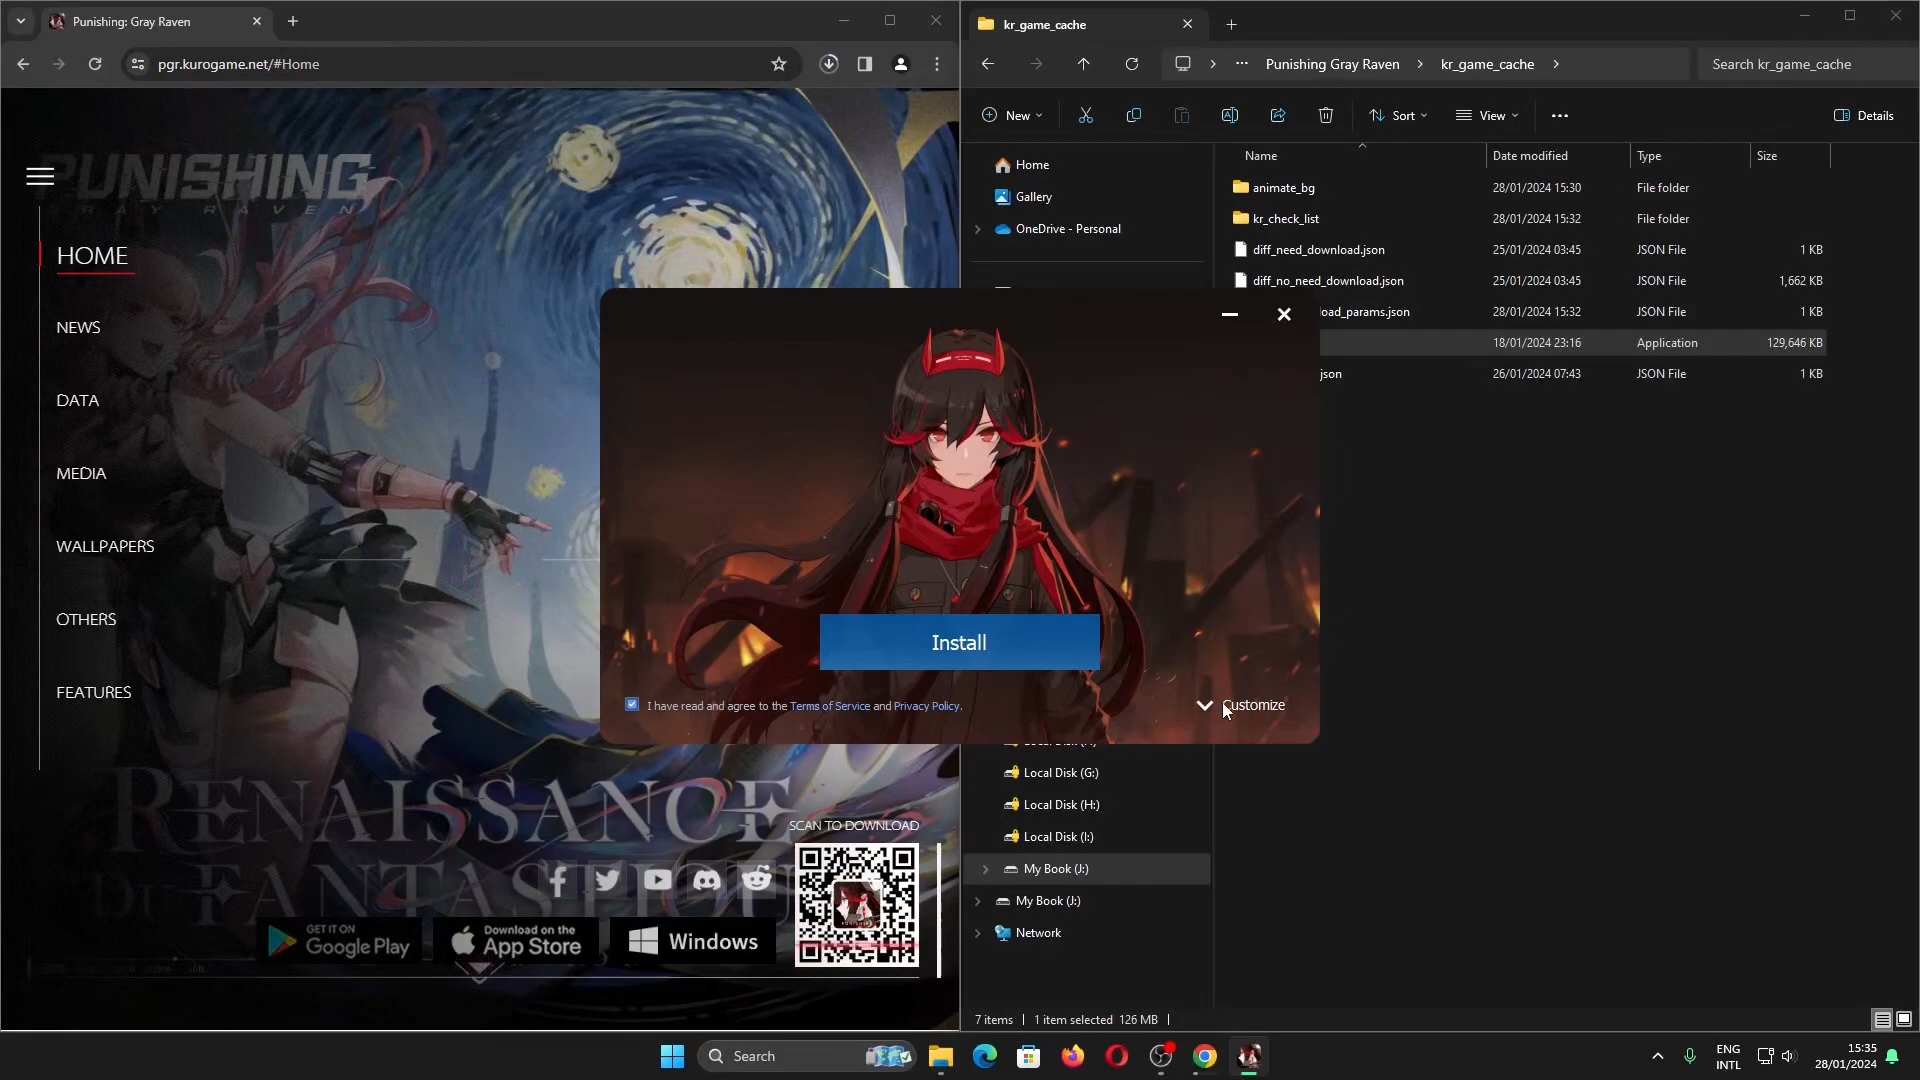 Punishing: Gray Raven
pgr.kurogame.net/#Home
PUNISHING
GRAY RAVEN
HOME
NEWS
DATA
MEDIA
WALLPAPERS
OTHERS
FEATURES
RENAISSANCE
FANTASI
SCAN TO DOWNLOAD
GET IT ON
Google Play
Download on the
App Store
Windows
kr_game_cache
Punishing Gray Raven
kr_game_cache
Search kr_game_cache
New
Sort
View
Details
Name
Date modified
Type
Size
Home
Gallery
OneDrive - Personal
animate_bg 28/01/2024 15:30 File folder
kr_check_list 28/01/2024 15:32 File folder
diff_need_download.json 25/01/2024 03:45 JSON File 1 KB
diff_no_need_download.json 25/01/2024 03:45 JSON File 1,662 KB
load_params.json 28/01/2024 15:32 JSON File 1 KB
18/01/2024 23:16 Application 129,646 KB
json 26/01/2024 07:43 JSON File 1 KB
Install
I have read and agree to the Terms of Service and Privacy Policy.
Customize
Local Disk (G:)
Local Disk (H:)
Local Disk (I:)
My Book (J:)
My Book (J:)
Network
7 items
1 item selected 126 MB
Search
ENG
INTL
15:35
28/01/2024